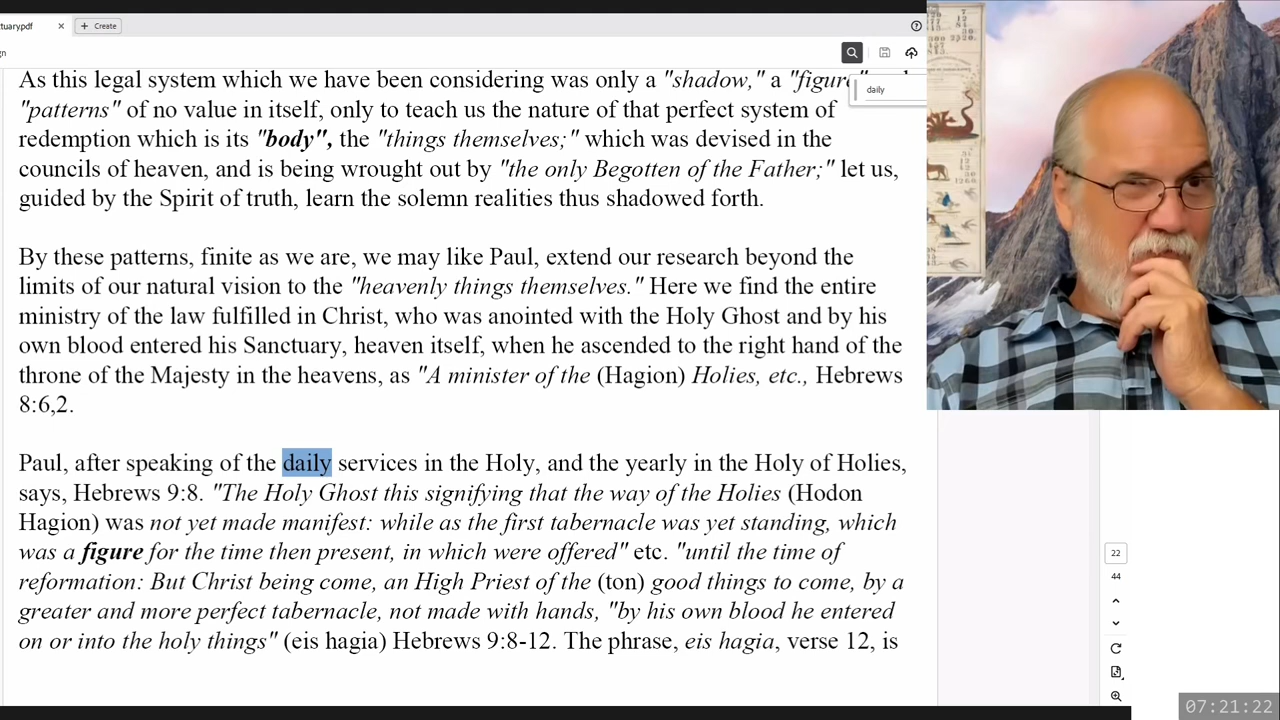 tuary.pdf
Create
gn
daily
As this legal system which we have been considering was only a "shadow," a "figure"
"patterns" of no value in itself, only to teach us the nature of that perfect system of
redemption which is its "body", the "things themselves;" which was devised in the
councils of heaven, and is being wrought out by "the only Begotten of the Father;" let us,
guided by the Spirit of truth, learn the solemn realities thus shadowed forth.
By these patterns, finite as we are, we may like Paul, extend our research beyond the
limits of our natural vision to the "heavenly things themselves." Here we find the entire
ministry of the law fulfilled in Christ, who was anointed with the Holy Ghost and by his
own blood entered his Sanctuary, heaven itself, when he ascended to the right hand of the
throne of the Majesty in the heavens, as "A minister of the (Hagion) Holies, etc., Hebrews
8:6,2.
Paul, after speaking of the daily services in the Holy, and the yearly in the Holy of Holies,
says, Hebrews 9:8. "The Holy Ghost this signifying that the way of the Holies (Hodon
Hagion) was not yet made manifest: while as the first tabernacle was yet standing, which
was a figure for the time then present, in which were offered" etc. "until the time of
reformation: But Christ being come, an High Priest of the (ton) good things to come, by a
greater and more perfect tabernacle, not made with hands, "by his own blood he entered
on or into the holy things" (eis hagia) Hebrews 9:8-12. The phrase, eis hagia, verse 12, is
22
44
07:21:22